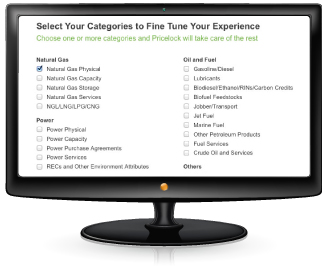 Select Your Categories to Fine Tune Your Experience
Choose one or more categories and Pricelock will take care of the rest
Natural Gas
Natural Gas Physical
Natural Gas Capacity
Natural Gas Storage
Natural Gas Services
NGL/LNG/LPG/CNG
Power
Power Physical
Power Capacity
Power Purchase Agreements
Power Services
RECs and Other Environment Attributes
Oil and Fuel
Gasoline/Diesel
Lubricants
Biodiesel/Ethanol/RINs/Carbon Credits
Biofuel Feedstocks
Jobber/Transport
Jet Fuel
Marine Fuel
Other Petroleum Products
Fuel Services
Crude Oil and Services
Others